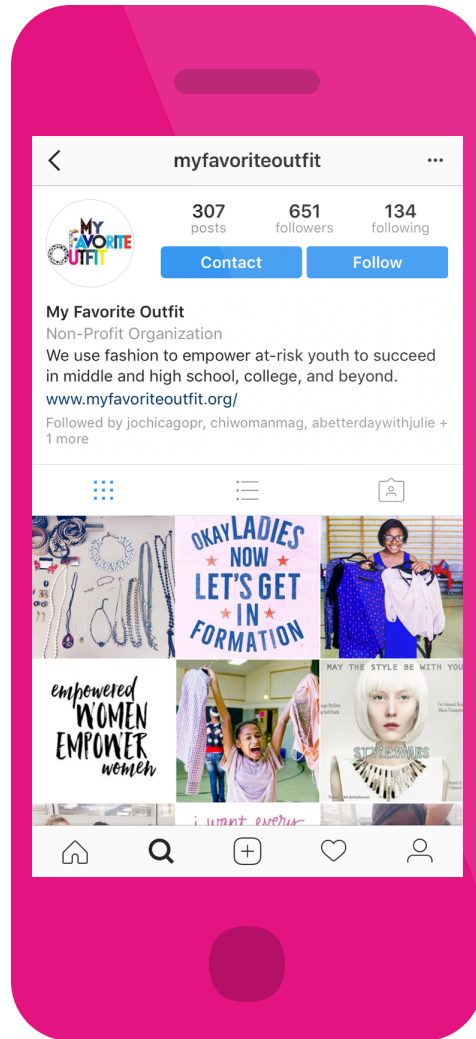 myfavoriteoutfit
MY
FAVORITE
OUTFIT
307
posts
651
followers
134
following
Contact
Follow
My Favorite Outfit
Non-Profit Organization
We use fashion to empower at-risk youth to succeed
in middle and high school, college, and beyond.
www.myfavoriteoutfit.org/
Followed by jochicagopr, chiwomanmag, abetterdaywithjulie +
1 more
OKAY LADIES
NOW
LET'S GET
IN
FORMATION
empowered
WOMEN
EMPOWER
women
MAY THE STYLE BE WITH YOU
STYLE WARS
i want every